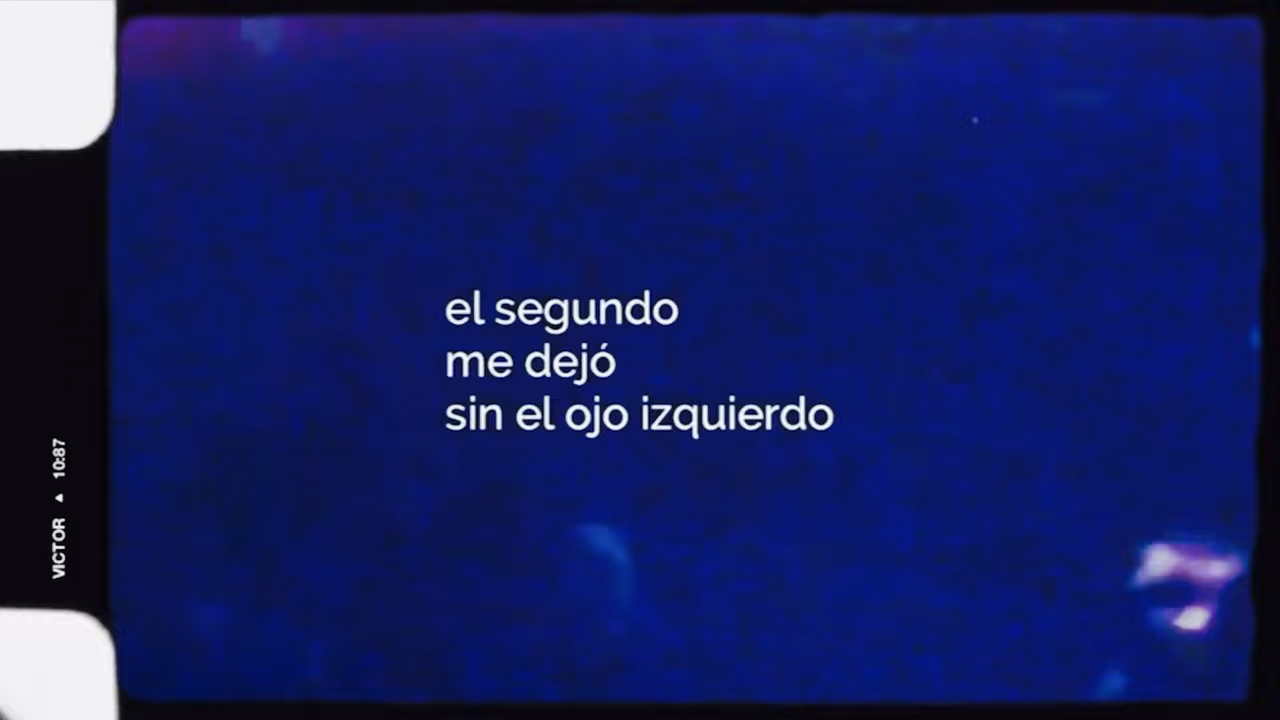 el segundo
me dejó
sin el ojo izquierdo
VICTOR ▲ 10:87